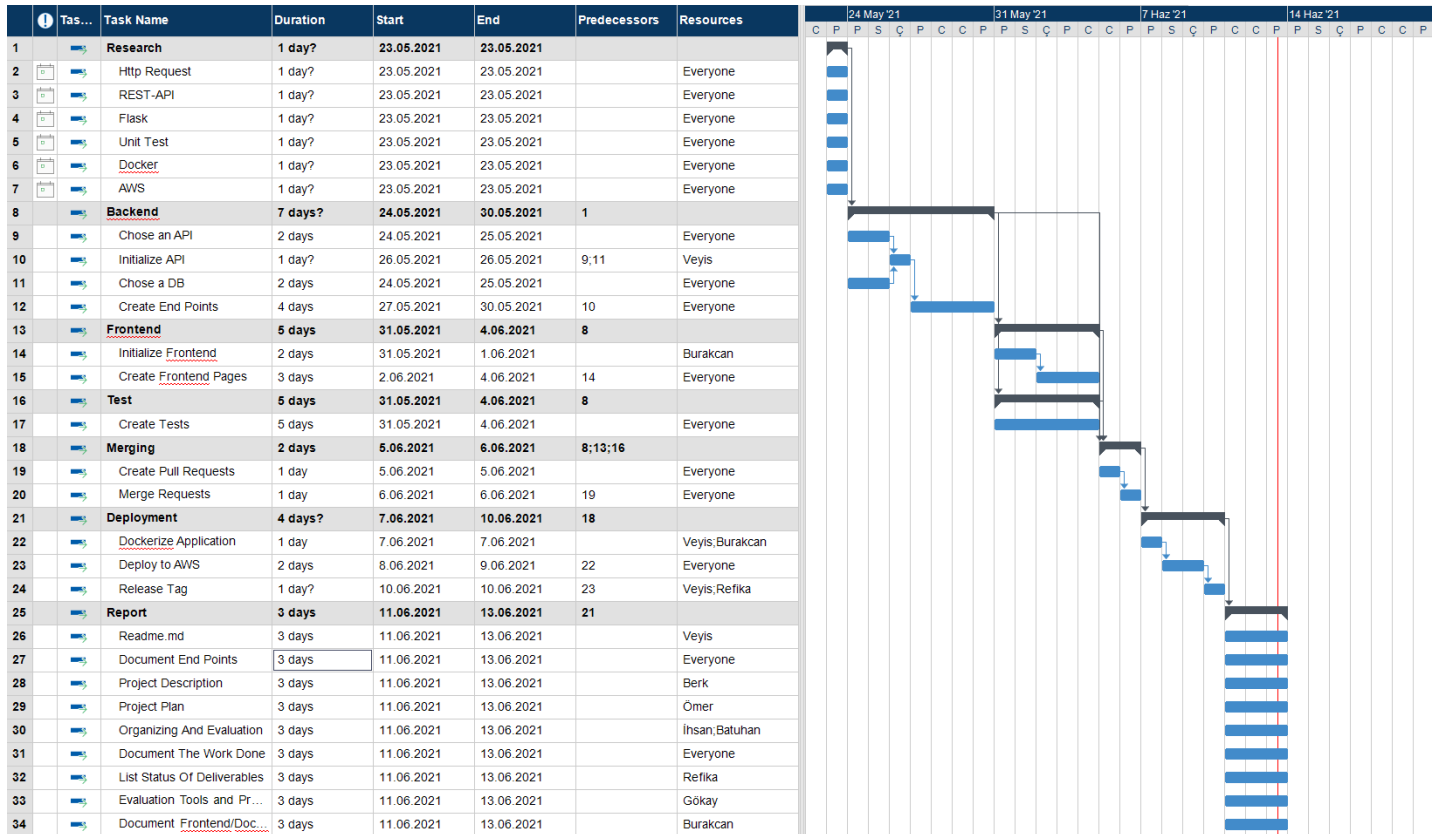 Tas... Task Name Duration Start End Predecessors Resources
24 May '21 31 May '21 7 Haz '21 14 Haz '21
C P P S Ç P C C P P S Ç P C C P P S Ç P C C P P S Ç P C C P
1 Research 1 day? 23.05.2021 23.05.2021
2 Http Request 1 day? 23.05.2021 23.05.2021 Everyone
3 REST-API 1 day? 23.05.2021 23.05.2021 Everyone
4 Flask 1 day? 23.05.2021 23.05.2021 Everyone
5 Unit Test 1 day? 23.05.2021 23.05.2021 Everyone
6 Docker 1 day? 23.05.2021 23.05.2021 Everyone
7 AWS 1 day? 23.05.2021 23.05.2021 Everyone
8 Backend 7 days? 24.05.2021 30.05.2021 1
9 Chose an API 2 days 24.05.2021 25.05.2021 Everyone
10 Initialize API 1 day? 26.05.2021 26.05.2021 9;11 Veyis
11 Chose a DB 2 days 24.05.2021 25.05.2021 Everyone
12 Create End Points 4 days 27.05.2021 30.05.2021 10 Everyone
13 Frontend 5 days 31.05.2021 4.06.2021 8
14 Initialize Frontend 2 days 31.05.2021 1.06.2021 Burakcan
15 Create Frontend Pages 3 days 2.06.2021 4.06.2021 14 Everyone
16 Test 5 days 31.05.2021 4.06.2021 8
17 Create Tests 5 days 31.05.2021 4.06.2021 Everyone
18 Merging 2 days 5.06.2021 6.06.2021 8;13;16
19 Create Pull Requests 1 day 5.06.2021 5.06.2021 Everyone
20 Merge Requests 1 day 6.06.2021 6.06.2021 19 Everyone
21 Deployment 4 days? 7.06.2021 10.06.2021 18
22 Dockerize Application 1 day 7.06.2021 7.06.2021 Veyis;Burakcan
23 Deploy to AWS 2 days 8.06.2021 9.06.2021 22 Everyone
24 Release Tag 1 day? 10.06.2021 10.06.2021 23 Veyis;Refika
25 Report 3 days 11.06.2021 13.06.2021 21
26 Readme.md 3 days 11.06.2021 13.06.2021 Veyis
27 Document End Points 3 days 11.06.2021 13.06.2021 Everyone
28 Project Description 3 days 11.06.2021 13.06.2021 Berk
29 Project Plan 3 days 11.06.2021 13.06.2021 Ömer
30 Organizing And Evaluation 3 days 11.06.2021 13.06.2021 İhsan;Batuhan
31 Document The Work Done 3 days 11.06.2021 13.06.2021 Everyone
32 List Status Of Deliverables 3 days 11.06.2021 13.06.2021 Refika
33 Evaluation Tools and Pr... 3 days 11.06.2021 13.06.2021 Gökay
34 Document Frontend/Doc... 3 days 11.06.2021 13.06.2021 Burakcan